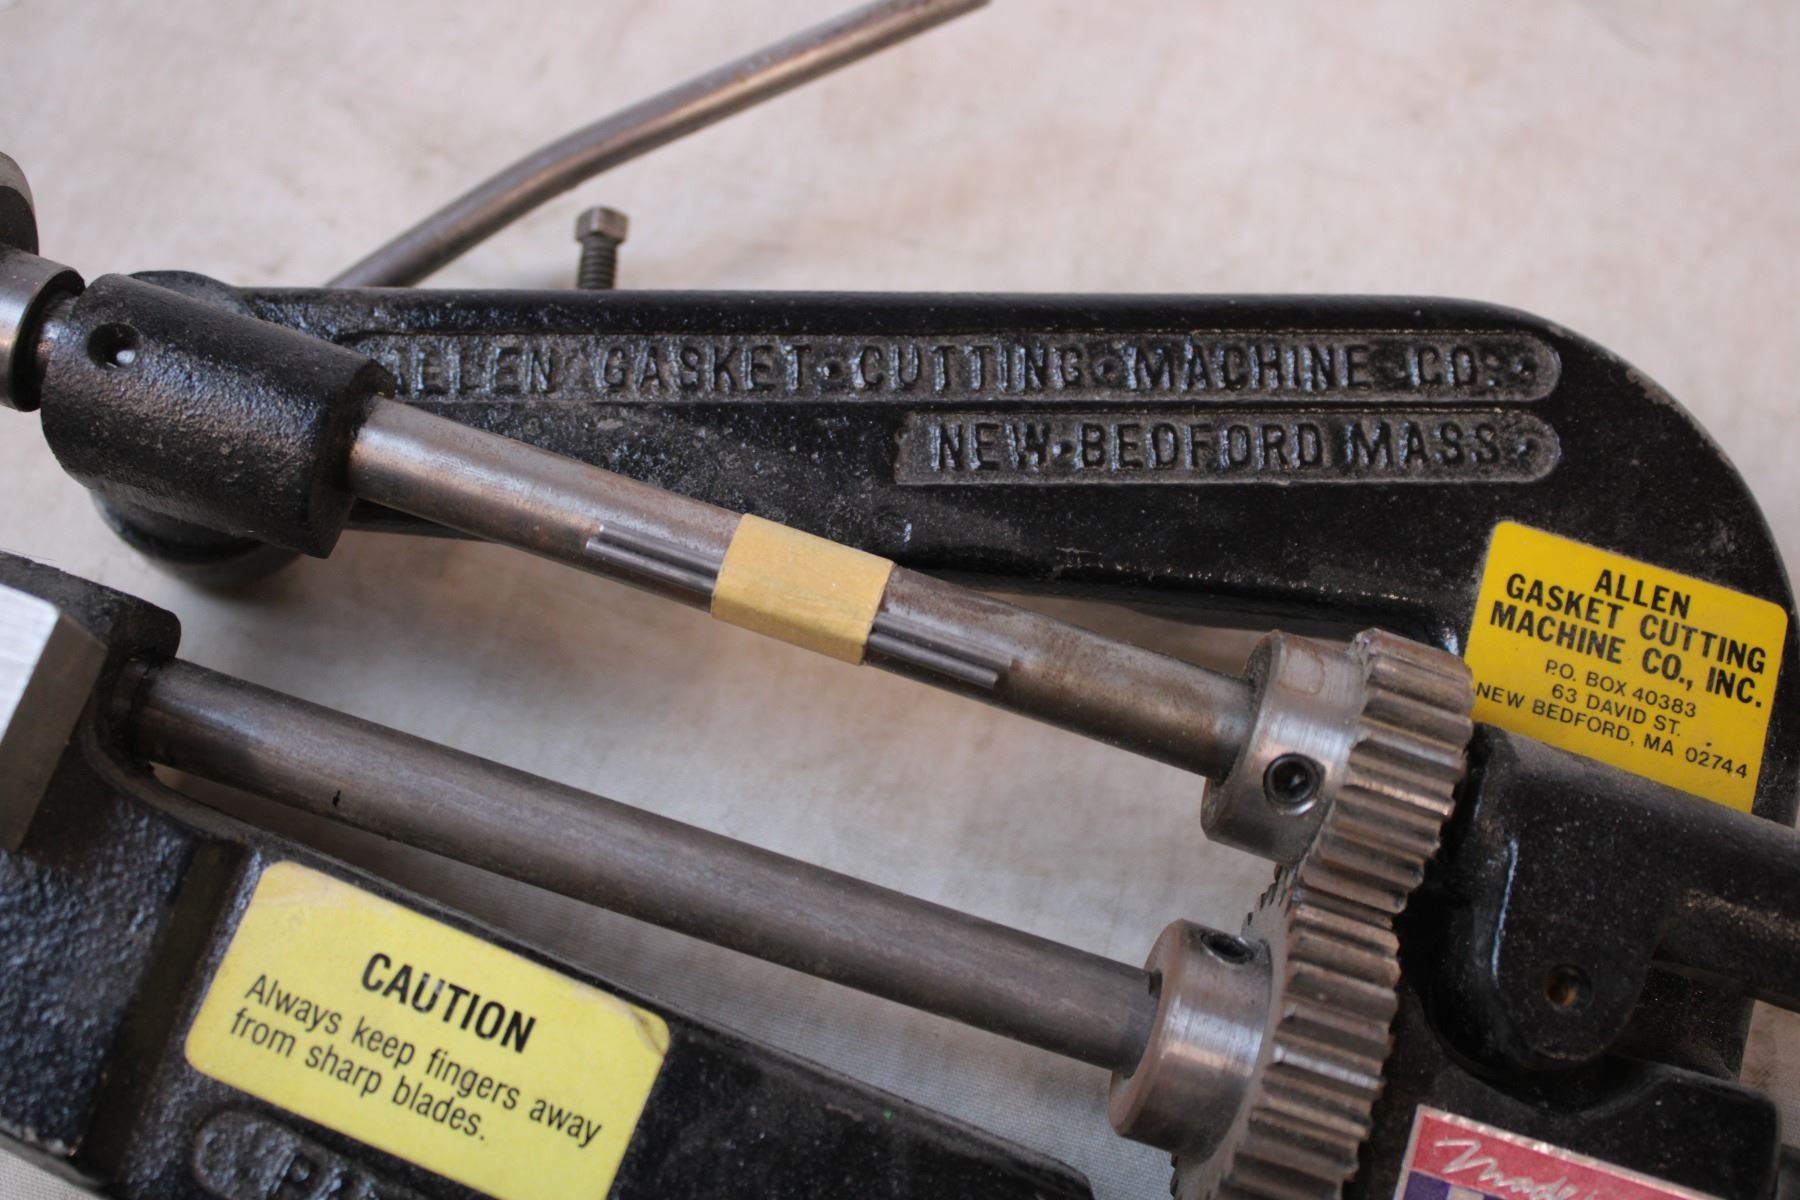 ALLEN GASKET·CUTTING·MACHINE·CO.
NEW·BEDFORD MASS.
ALLEN
GASKET CUTTING
MACHINE CO., INC.
P.O. BOX 40383
63 DAVID ST.
NEW BEDFORD, MA 02744
CAUTION
Always keep fingers away
from sharp blades.
Made